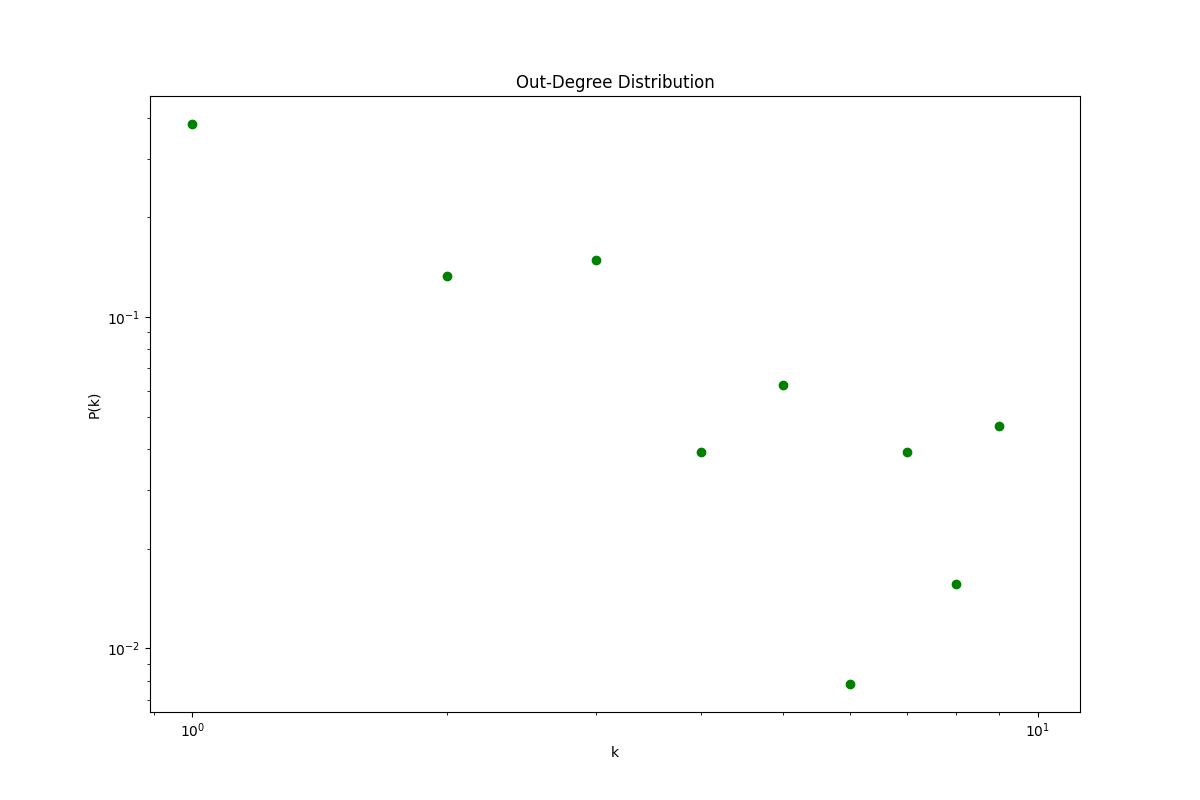 Out-Degree Distribution
P(k)
10⁻¹
10⁻²
10⁰
10¹
k